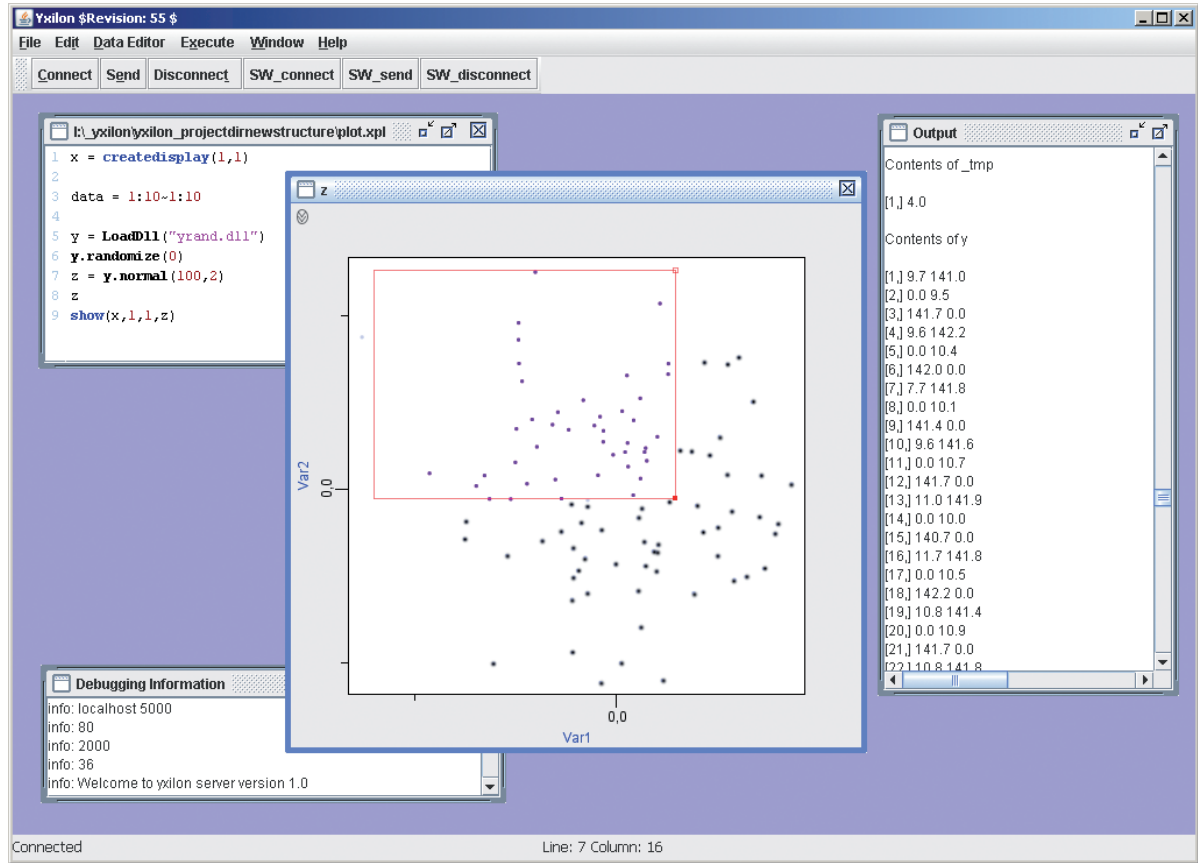 Yxilon $Revision: 55 $
File Edit Data Editor Execute Window Help
Connect Send Disconnect SW_connect SW_send SW_disconnect
I:\_yxilon\yxilon_projectdirnewstructure\plot.xpl
1 x = createdisplay(1,1)
2
3 data = 1:10~1:10
4
5 y = LoadDll("yrand.dll")
6 y.randomize(0)
7 z = y.normal(100,2)
8 z
9 show(x,1,1,z)
z
Var2
0,0
0,0
Var1
Output
Contents of _tmp
[1,] 4.0
Contents of y
[1,] 9.7 141.0
[2,] 0.0 9.5
[3,] 141.7 0.0
[4,] 9.6 142.2
[5,] 0.0 10.4
[6,] 142.0 0.0
[7,] 7.7 141.8
[8,] 0.0 10.1
[9,] 141.4 0.0
[10,] 9.6 141.6
[11,] 0.0 10.7
[12,] 141.7 0.0
[13,] 11.0 141.9
[14,] 0.0 10.0
[15,] 140.7 0.0
[16,] 11.7 141.8
[17,] 0.0 10.5
[18,] 142.2 0.0
[19,] 10.8 141.4
[20,] 0.0 10.9
[21,] 141.7 0.0
[22,] 10.8 141.8
Debugging Information
info: localhost 5000
info: 80
info: 2000
info: 36
info: Welcome to yxilon server version 1.0
Connected
Line: 7 Column: 16